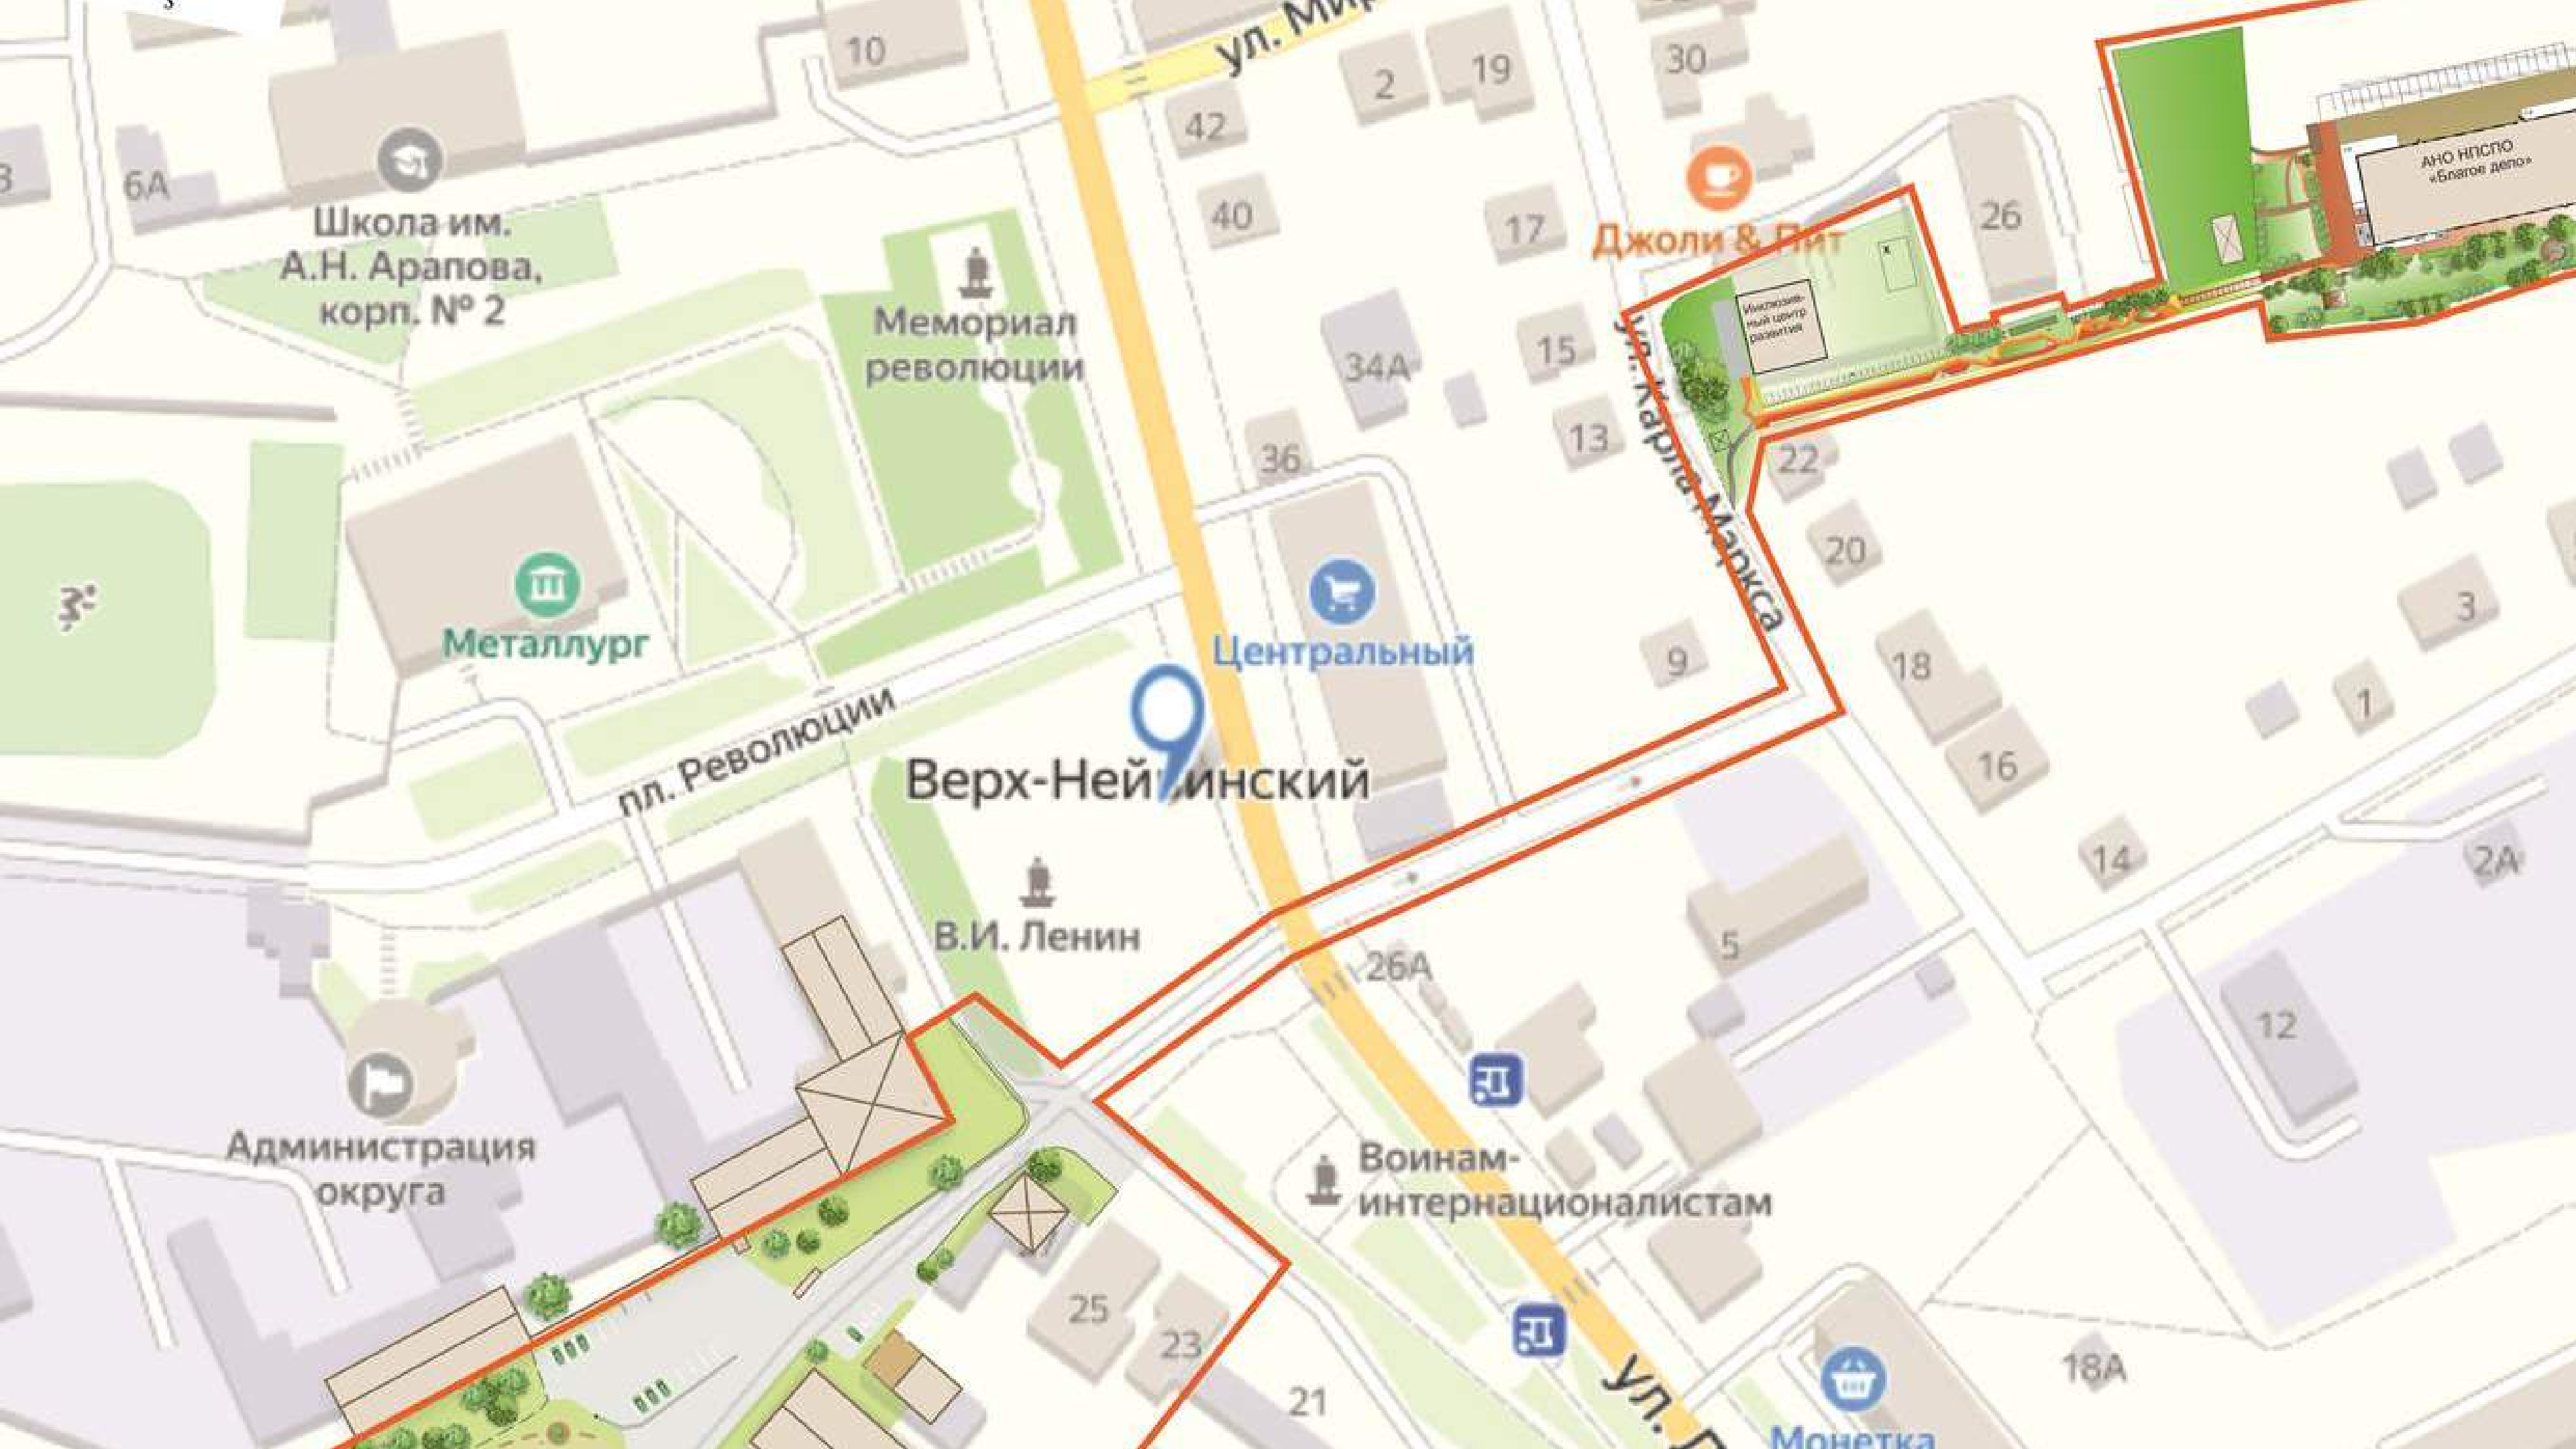 ул. Мир
10
2
19
30
42
АНО НПСПО
«Благое дело»
6А
Школа им.
А.Н. Арапова,
корп. № 2
40
17
Джоли & Пит
26
Мемориал
революции
Инклюзив-
ный центр
развития
34А
15
13
36
22
ул. Карла Маркса
20
Металлург
Центральный
9
18
3
1
пл. Революции
Верх-Нейвинский
16
14
2А
В.И. Ленин
26А
5
12
Администрация
округа
Воинам-
интернационалистам
25
23
21
18А
ул. Л
Монетка